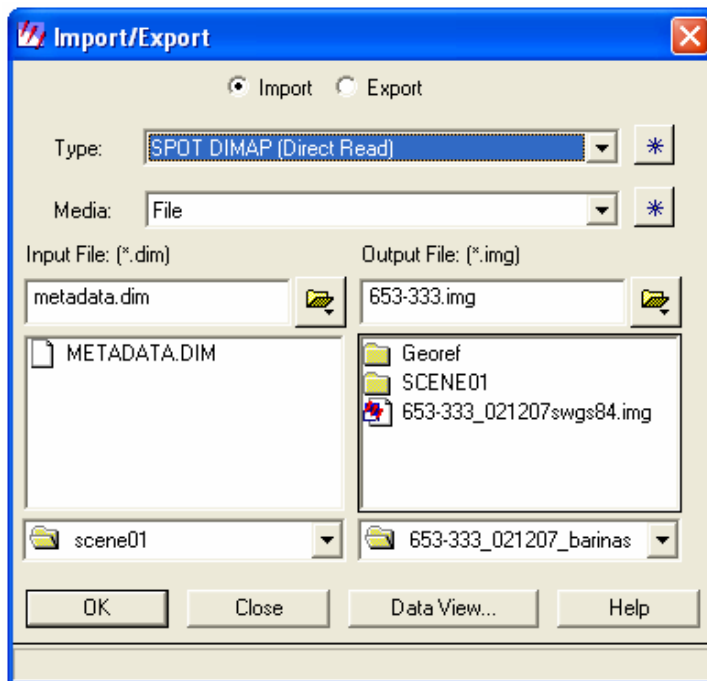 Import/Export
Import Export
Type: SPOT DIMAP (Direct Read)
Media: File
Input File: (*.dim) Output File: (*.img)
metadata.dim 653-333.img
METADATA.DIM Georef
SCENE01
653-333_021207swgs84.img
scene01 653-333_021207_barinas
OK Close Data View... Help